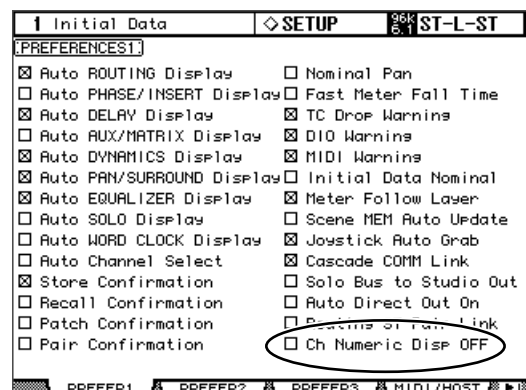 1 Initial Data ◇SETUP 96k 6.1 ST-L-ST
PREFERENCES1
☒ Auto ROUTING Display ☐ Nominal Pan
☐ Auto PHASE/INSERT Display ☐ Fast Meter Fall Time
☒ Auto DELAY Display ☒ TC Drop Warning
☐ Auto AUX/MATRIX Display ☒ DIO Warning
☒ Auto DYNAMICS Display ☒ MIDI Warning
☒ Auto PAN/SURROUND Display ☐ Initial Data Nominal
☒ Auto EQUALIZER Display ☒ Meter Follow Layer
☐ Auto SOLO Display ☐ Scene MEM Auto Update
☐ Auto WORD CLOCK Display ☒ Joystick Auto Grab
☐ Auto Channel Select ☒ Cascade COMM Link
☒ Store Confirmation ☐ Solo Bus to Studio Out
☐ Recall Confirmation ☐ Auto Direct Out On
☐ Patch Confirmation ☐ Routing ST Pair Link
☐ Pair Confirmation ☐ Ch Numeric Disp OFF
PREFER1 PREFER2 PREFER3 MIDI/HOST